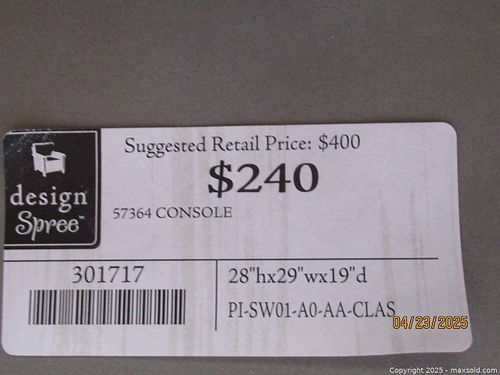 Suggested Retail Price: $400
$240
design
Spree™
57364 CONSOLE
301717
28"hx29"wx19"d
PI-SW01-A0-AA-CLAS
04/23/2025
Copyright 2025 - maxsold.com